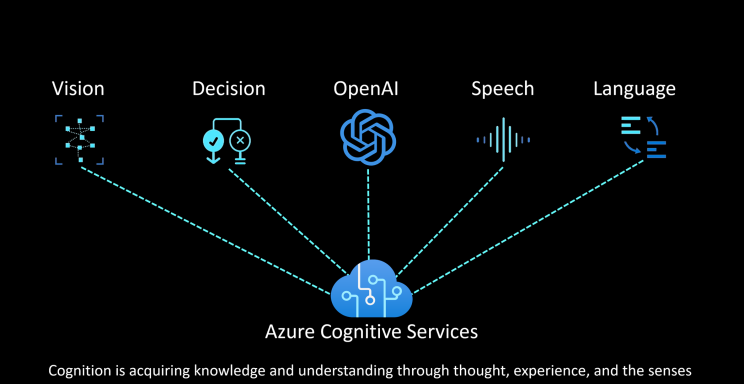 Vision
Decision
OpenAI
Speech
Language
Azure Cognitive Services
Cognition is acquiring knowledge and understanding through thought, experience, and the senses